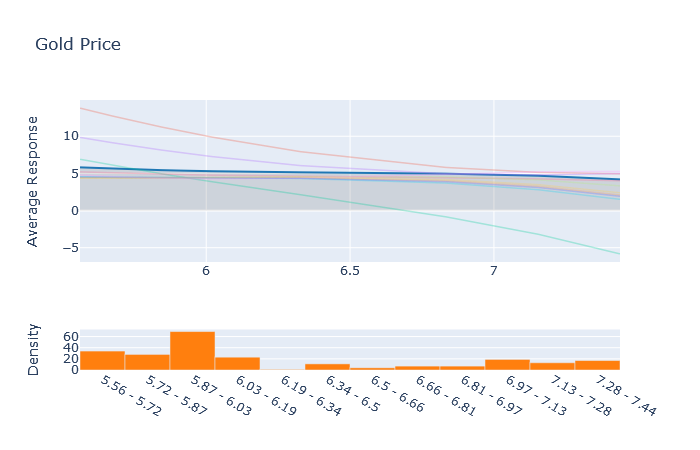 Gold Price
Average Response
10
5
0
−5
6
6.5
7
Density
60
40
20
0
5.56 - 5.72
5.72 - 5.87
5.87 - 6.03
6.03 - 6.19
6.19 - 6.34
6.34 - 6.5
6.5 - 6.66
6.66 - 6.81
6.81 - 6.97
6.97 - 7.13
7.13 - 7.28
7.28 - 7.44